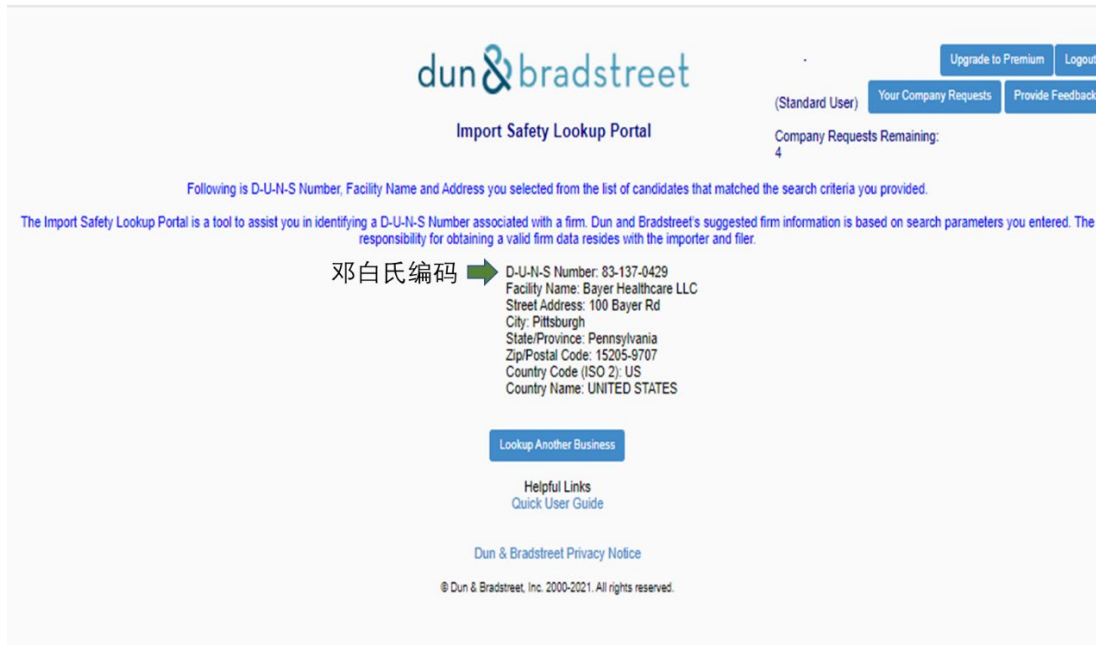 dun & bradstreet
Upgrade to Premium
Logout
(Standard User)
Your Company Requests
Provide Feedback
Import Safety Lookup Portal
Company Requests Remaining:
4
Following is D-U-N-S Number, Facility Name and Address you selected from the list of candidates that matched the search criteria you provided.
The Import Safety Lookup Portal is a tool to assist you in identifying a D-U-N-S Number associated with a firm. Dun and Bradstreet's suggested firm information is based on search parameters you entered. The
responsibility for obtaining a valid firm data resides with the importer and filer.
邓白氏编码
D-U-N-S Number: 83-137-0429
Facility Name: Bayer Healthcare LLC
Street Address: 100 Bayer Rd
City: Pittsburgh
State/Province: Pennsylvania
Zip/Postal Code: 15205-9707
Country Code (ISO 2): US
Country Name: UNITED STATES
Lookup Another Business
Helpful Links
Quick User Guide
Dun & Bradstreet Privacy Notice
© Dun & Bradstreet, Inc. 2000-2021. All rights reserved.